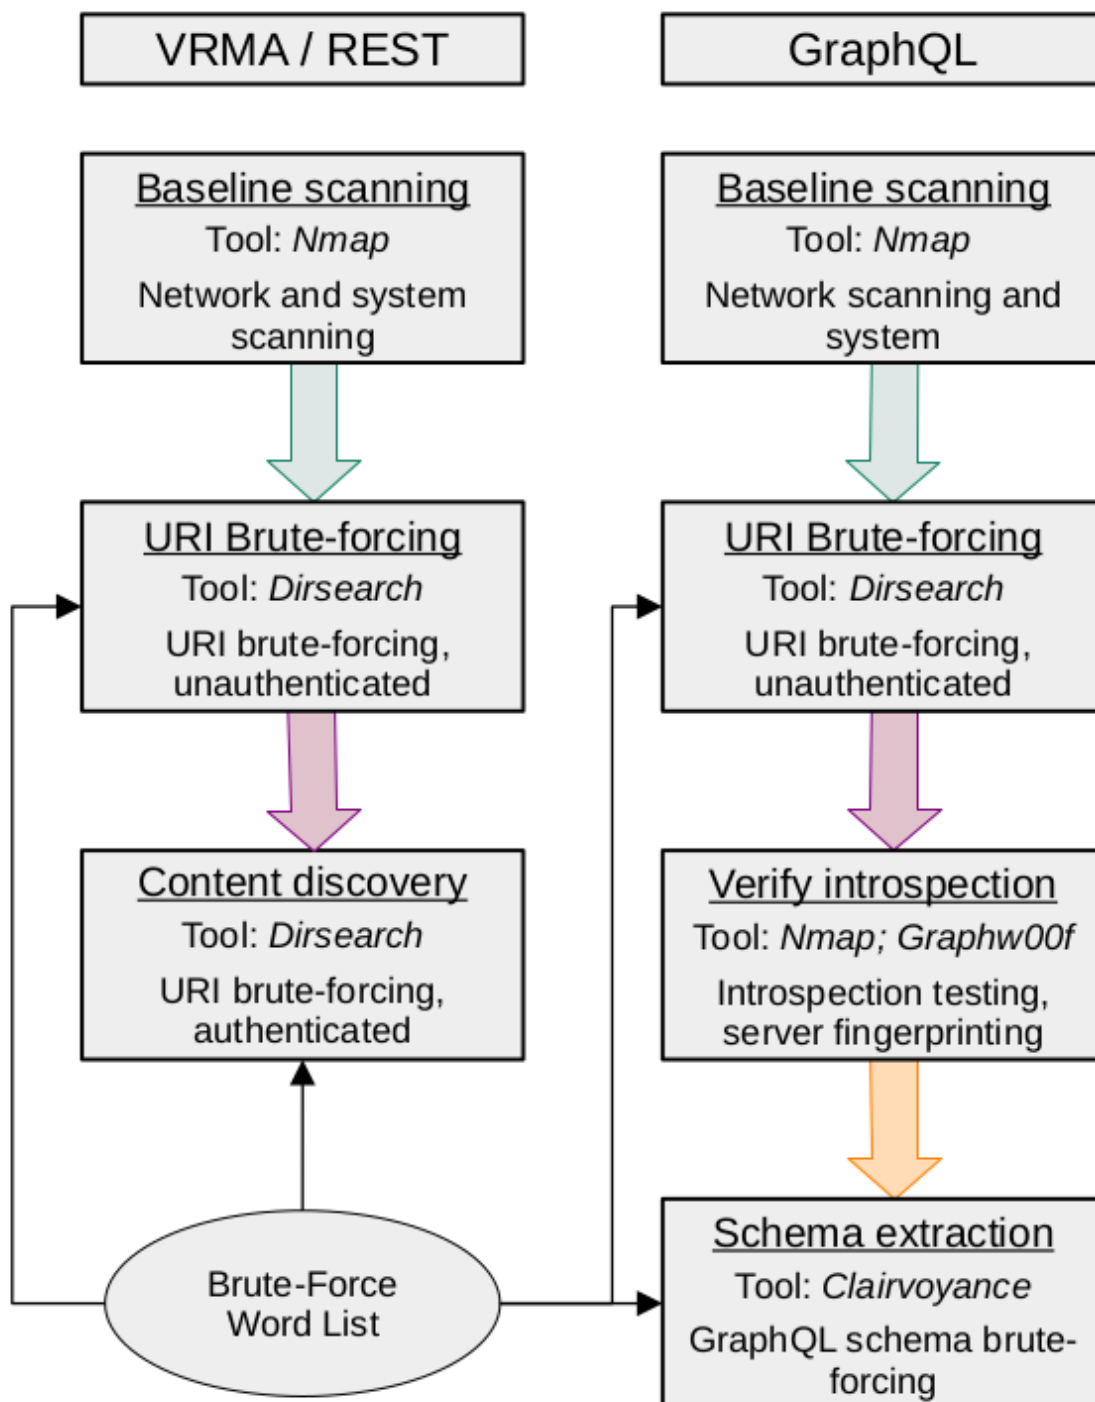 VRMA / REST
Baseline scanning
Tool: Nmap
Network and system
scanning
URI Brute-forcing
Tool: Dirsearch
URI brute-forcing,
unauthenticated
Content discovery
Tool: Dirsearch
URI brute-forcing,
authenticated
Brute-Force
Word List
GraphQL
Baseline scanning
Tool: Nmap
Network scanning and
system
URI Brute-forcing
Tool: Dirsearch
URI brute-forcing,
unauthenticated
Verify introspection
Tool: Nmap; Graphw00f
Introspection testing,
server fingerprinting
Schema extraction
Tool: Clairvoyance
GraphQL schema brute-
forcing